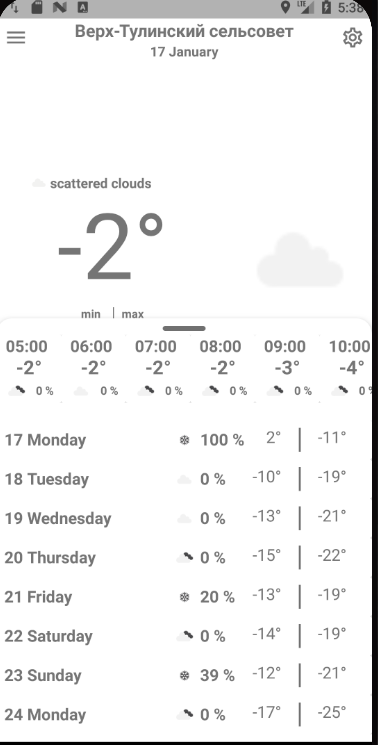 LTE 5:38
Верх-Тулинский сельсовет
17 January
scattered clouds
-2°
min | max
05:00 06:00 07:00 08:00 09:00 10:00
-2° -2° -2° -2° -3° -4°
0 % 0 % 0 % 0 % 0 % 0
17 Monday 100 % 2° | -11°
18 Tuesday 0 % -10° | -19°
19 Wednesday 0 % -13° | -21°
20 Thursday 0 % -15° | -22°
21 Friday 20 % -13° | -19°
22 Saturday 0 % -14° | -19°
23 Sunday 39 % -12° | -21°
24 Monday 0 % -17° | -25°